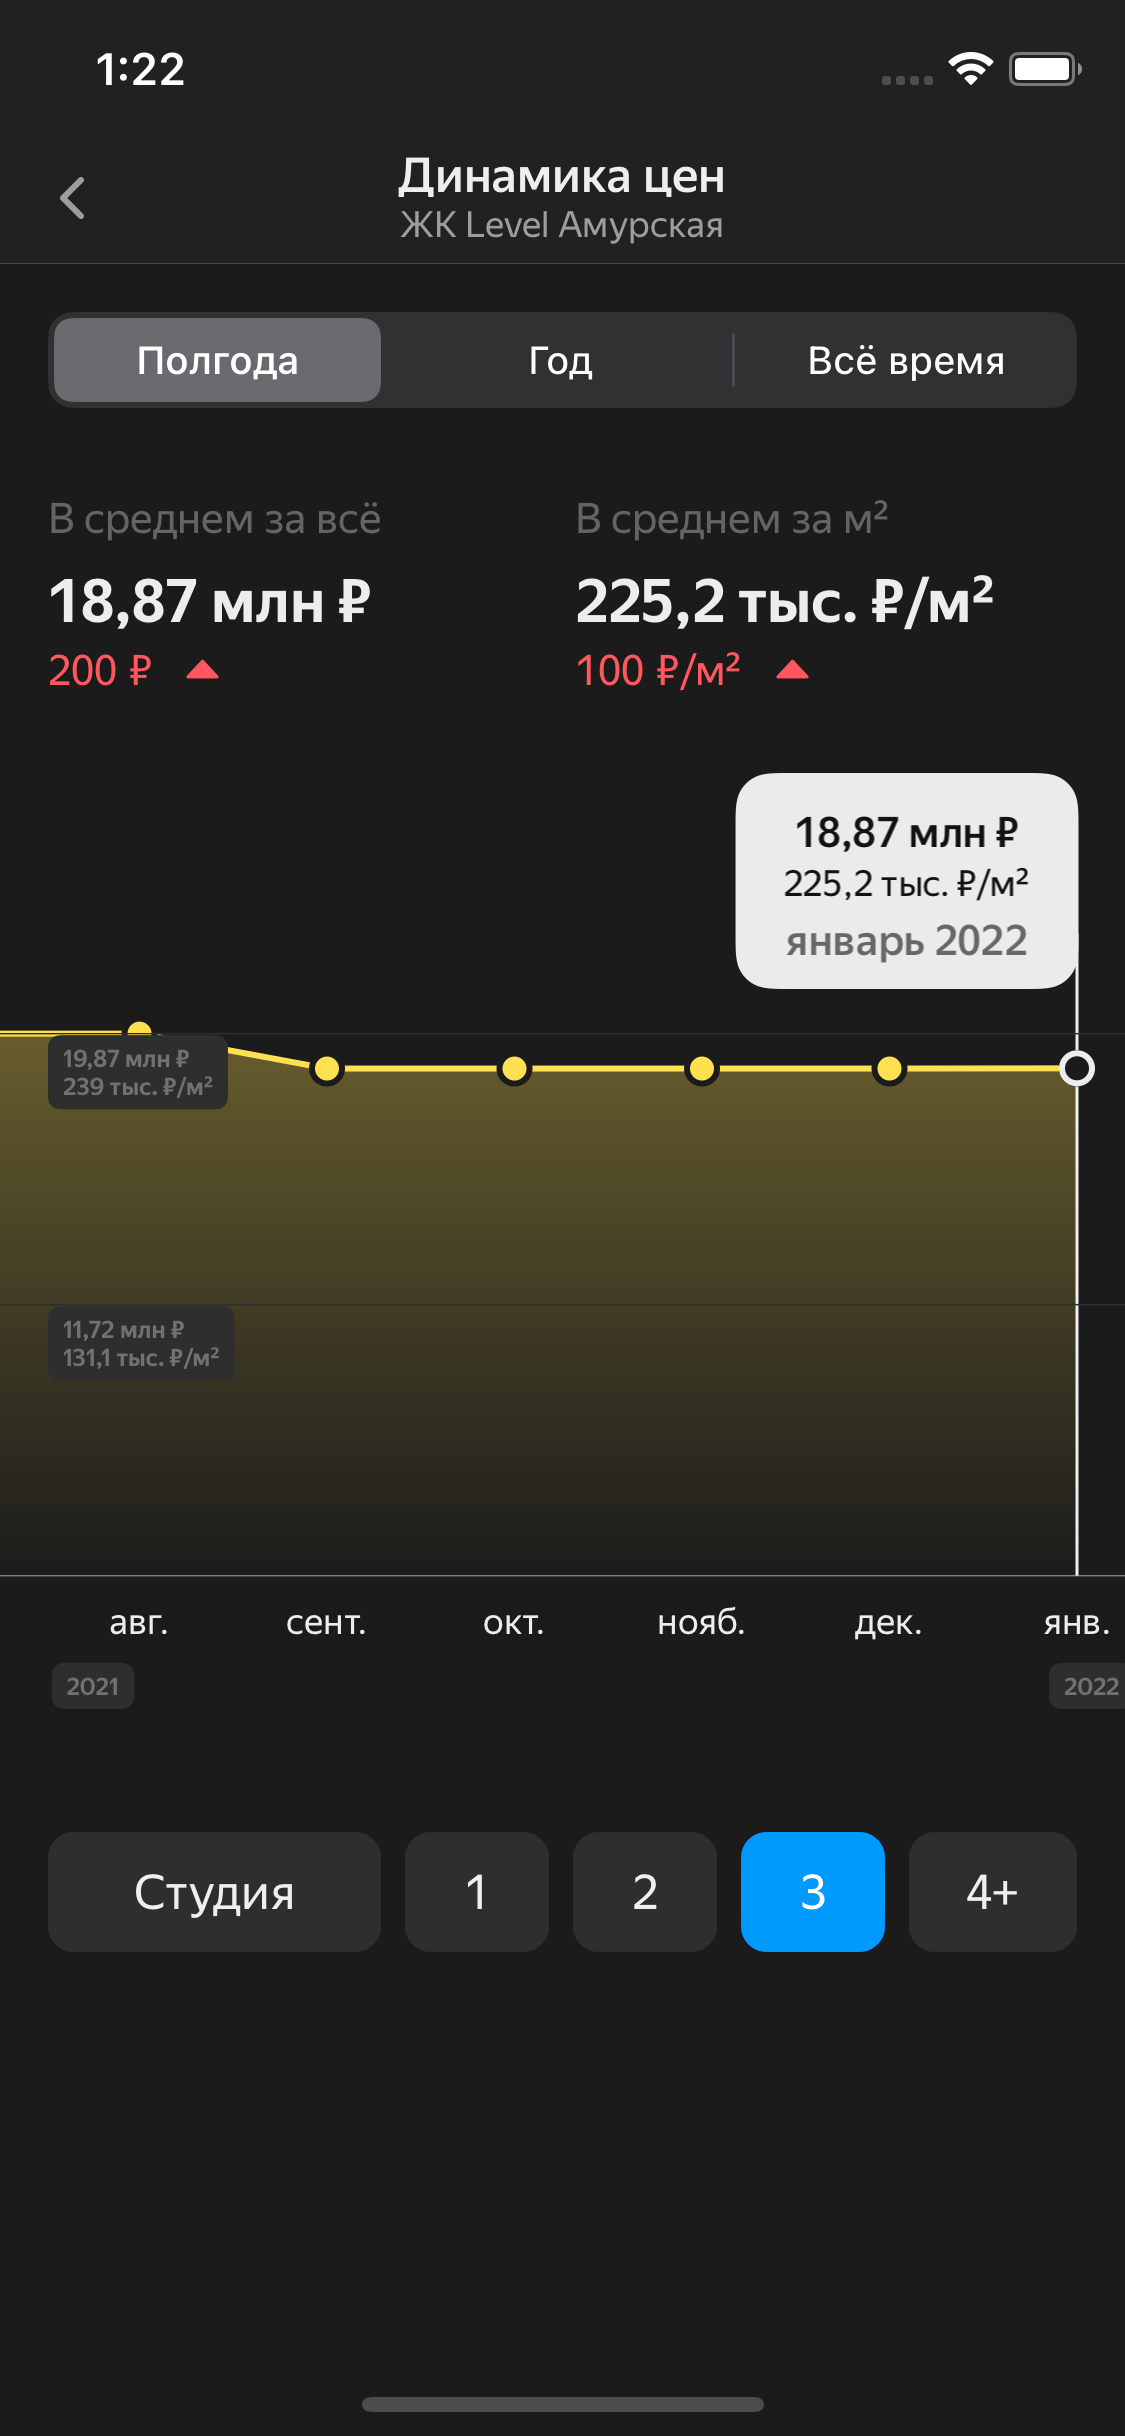 1:22
Динамика цен
ЖК Level Амурская
Полгода Год Всё время
В среднем за всё В среднем за м²
18,87 млн ₽ 225,2 тыс. ₽/м²
200 ₽ 100 ₽/м²
18,87 млн ₽
225,2 тыс. ₽/м²
январь 2022
19,87 млн ₽
239 тыс. ₽/м²
11,72 млн ₽
131,1 тыс. ₽/м²
авг. сент. окт. нояб. дек. янв.
2021 2022
Студия 1 2 3 4+